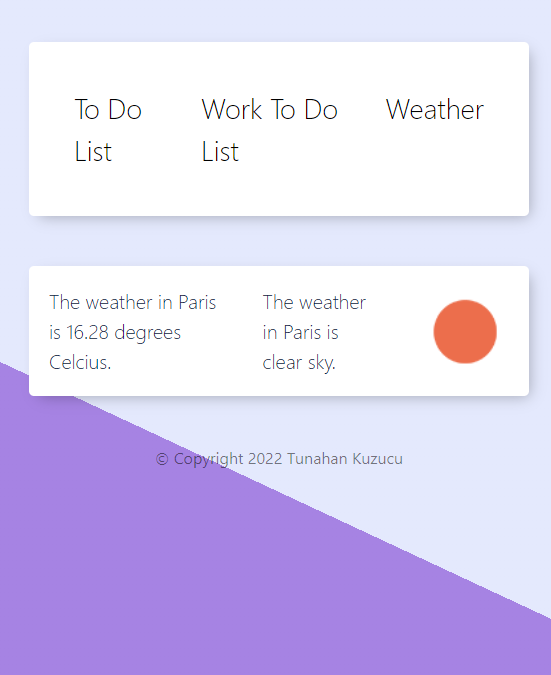 To Do List
Work To Do List
Weather
The weather in Paris
is 16.28 degrees
Celcius.
The weather
in Paris is
clear sky.
© Copyright 2022 Tunahan Kuzucu